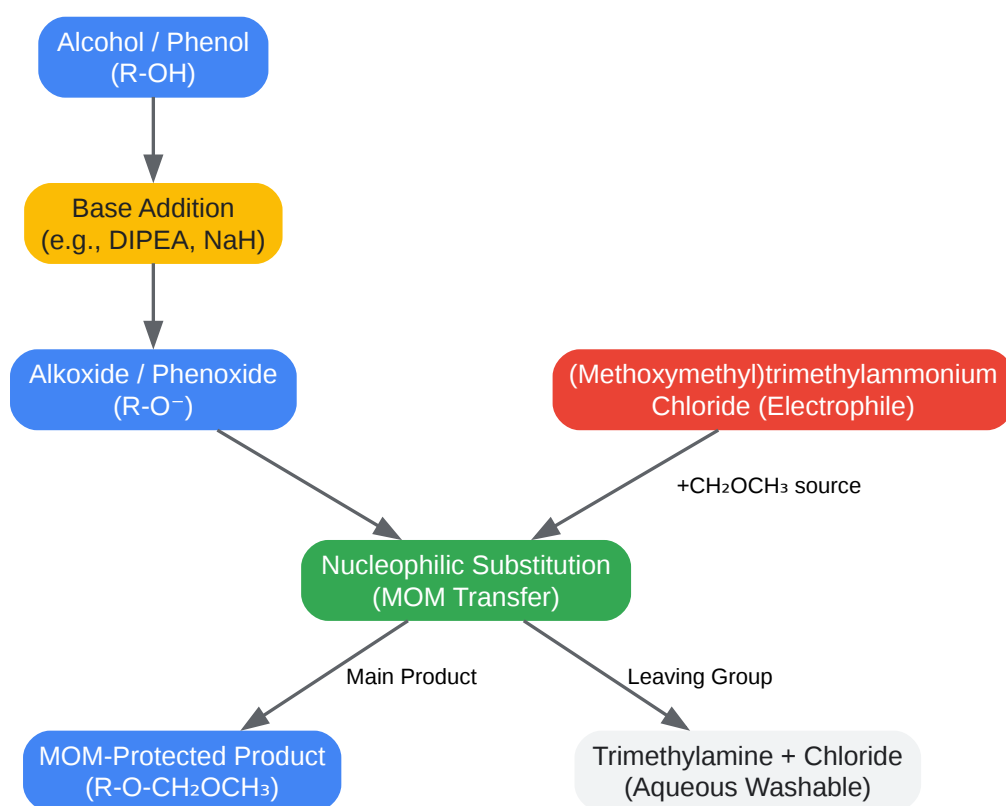 Alcohol / Phenol
(R-OH)
Base Addition
(e.g., DIPEA, NaH)
Alkoxide / Phenoxide
(R-O⁻)
(Methoxymethyl)trimethylammonium
Chloride (Electrophile)
+CH₂OCH₃ source
Nucleophilic Substitution
(MOM Transfer)
Main Product
Leaving Group
MOM-Protected Product
(R-O-CH₂OCH₃)
Trimethylamine + Chloride
(Aqueous Washable)